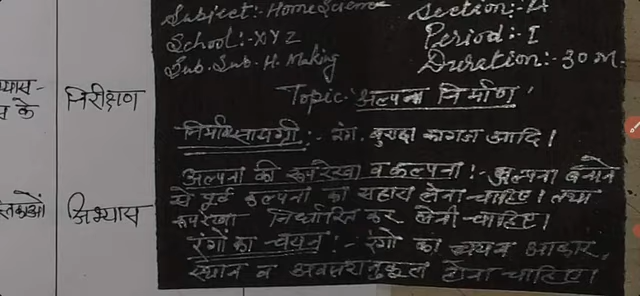 Subject:- Home Science Section:- A
School:- XYZ Period:- I
Sub. Sub. H. Making Duration:- 30 M.
Topic 'अल्पना निर्माण'
निरीक्षण
निर्माण सामग्री:- रंग, बुरादा कागज आदि।
अल्पना की रूपरेखा व कल्पना:- अल्पना बनाने
से पूर्व कल्पना का सहारा लेना चाहिए। तथा
अभ्यास
रूपरेखा निर्धारित कर लेनी चाहिए।
रंगों का चयन:- रंगों का चयन आकार,
स्थान व अवसरानुकूल होना चाहिए।